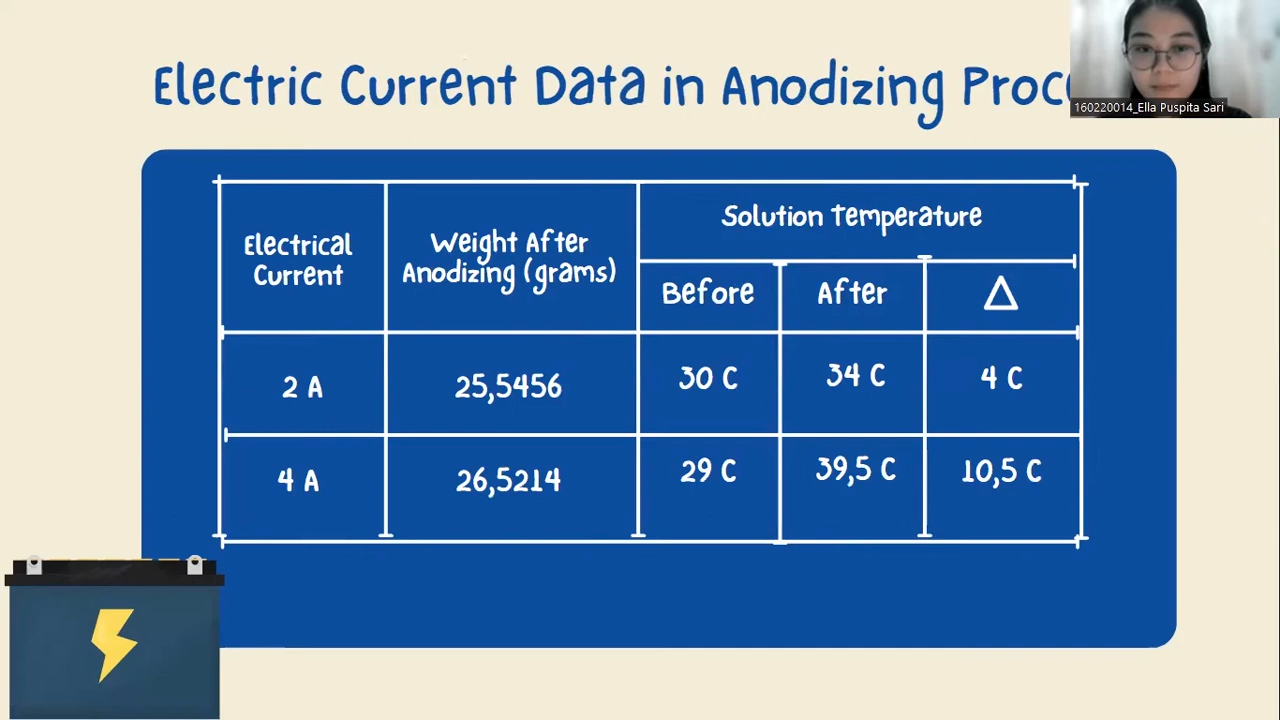 Electric Current Data in Anodizing Proc
160220014_Ella Puspita Sari
Solution Temperature
Electrical
Current
Weight After
Anodizing (grams)
Before
After
Δ
2 A
25,5456
30 C
34 C
4 C
4 A
26,5214
29 C
39,5 C
10,5 C